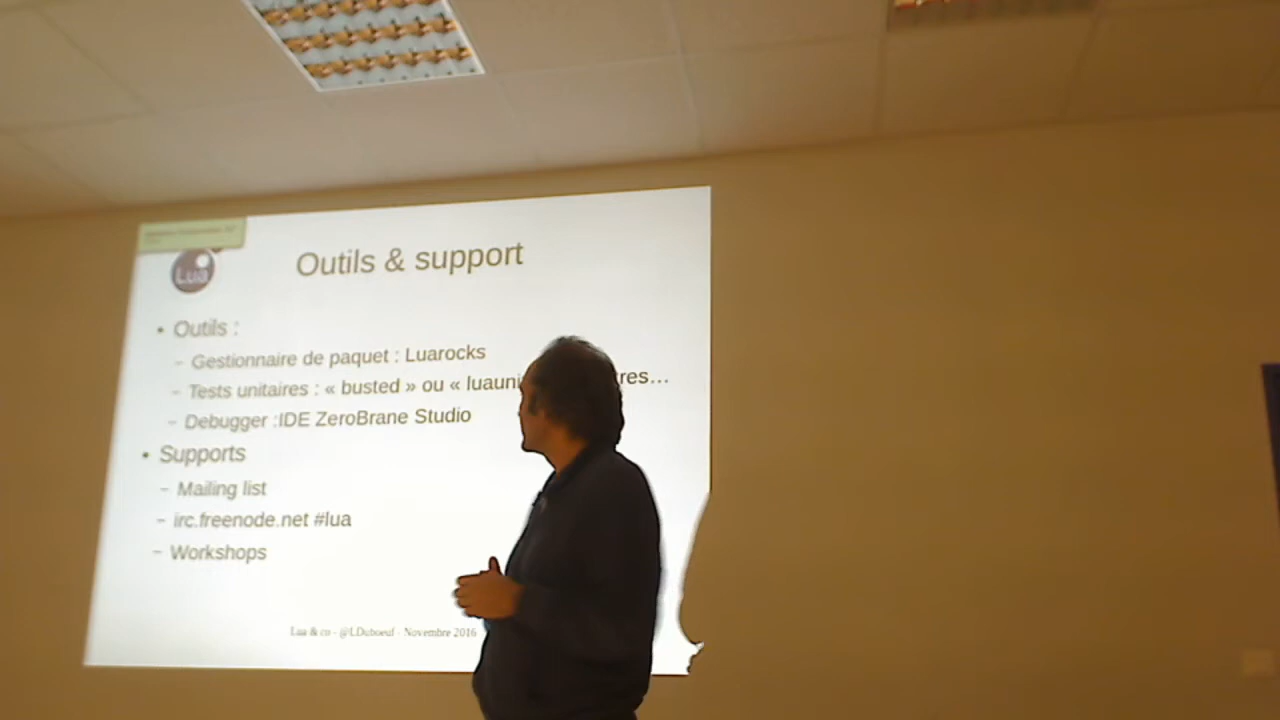 Lua
Outils & support
• Outils :
– Gestionnaire de paquet : Luarocks
– Tests unitaires : « busted » ou « luauni res…
– Debugger :IDE ZeroBrane Studio
• Supports
– Mailing list
– irc.freenode.net #lua
– Workshops
Lua & co - @LDuboeuf - Novembre 2016